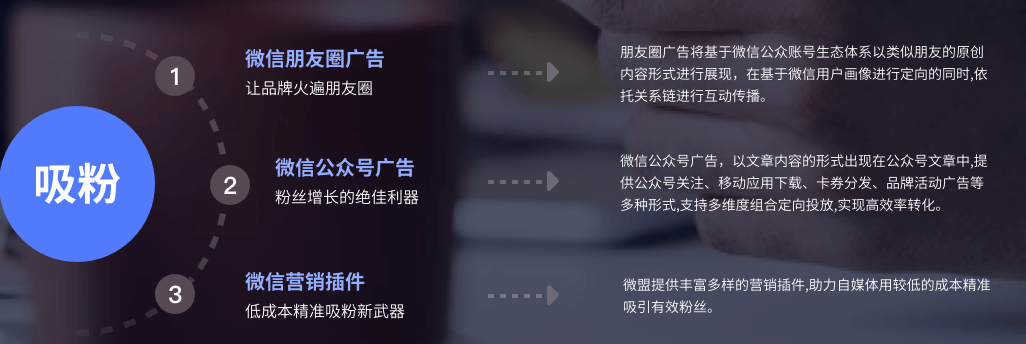 吸粉
1
微信朋友圈广告
让品牌火遍朋友圈
朋友圈广告将基于微信公众账号生态体系以类似朋友的原创
内容形式进行展现，在基于微信用户画像进行定向的同时,依
托关系链进行互动传播。
2
微信公众号广告
粉丝增长的绝佳利器
微信公众号广告，以文章内容的形式出现在公众号文章中,提
供公众号关注、移动应用下载、卡券分发、品牌活动广告等
多种形式,支持多维度组合定向投放,实现高效率转化。
3
微信营销插件
低成本精准吸粉新武器
微盟提供丰富多样的营销插件,助力自媒体用较低的成本精准
吸引有效粉丝。